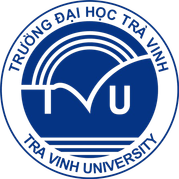 TRƯỜNG ĐẠI HỌC TRÀ VINH
TVU
TRA VINH UNIVERSITY